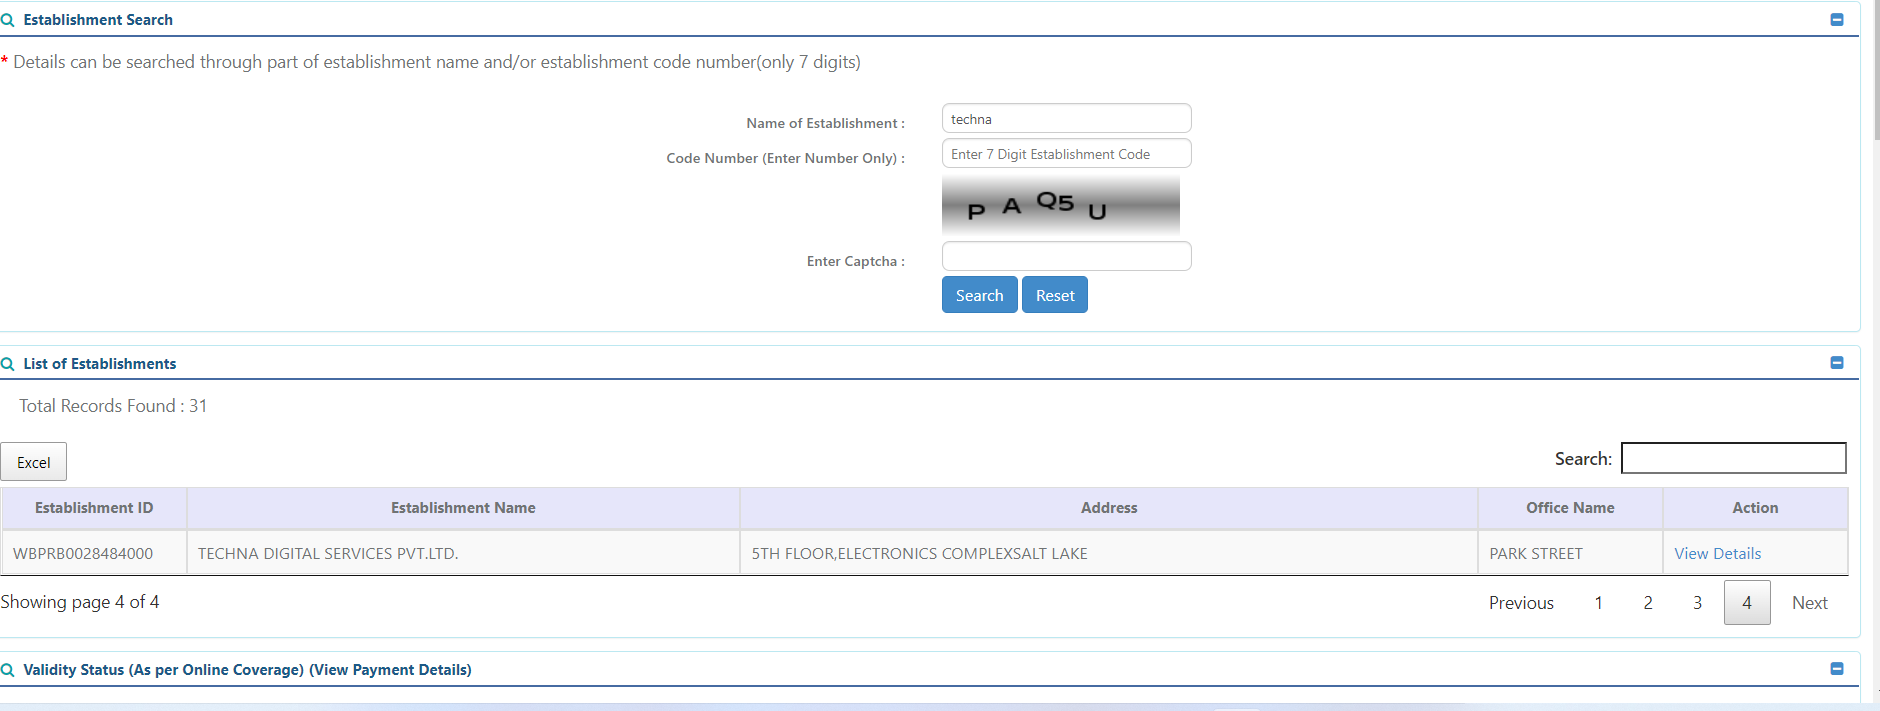 Establishment Search
* Details can be searched through part of establishment name and/or establishment code number(only 7 digits)
Name of Establishment : techna
Code Number (Enter Number Only) : Enter 7 Digit Establishment Code
P A Q5 U
Enter Captcha :
Search Reset
List of Establishments
Total Records Found : 31
Excel Search:
Establishment ID Establishment Name Address Office Name Action
WBPRB0028484000 TECHNA DIGITAL SERVICES PVT.LTD. 5TH FLOOR,ELECTRONICS COMPLEXSALT LAKE PARK STREET View Details
Showing page 4 of 4 Previous 1 2 3 4 Next
Validity Status (As per Online Coverage) (View Payment Details)